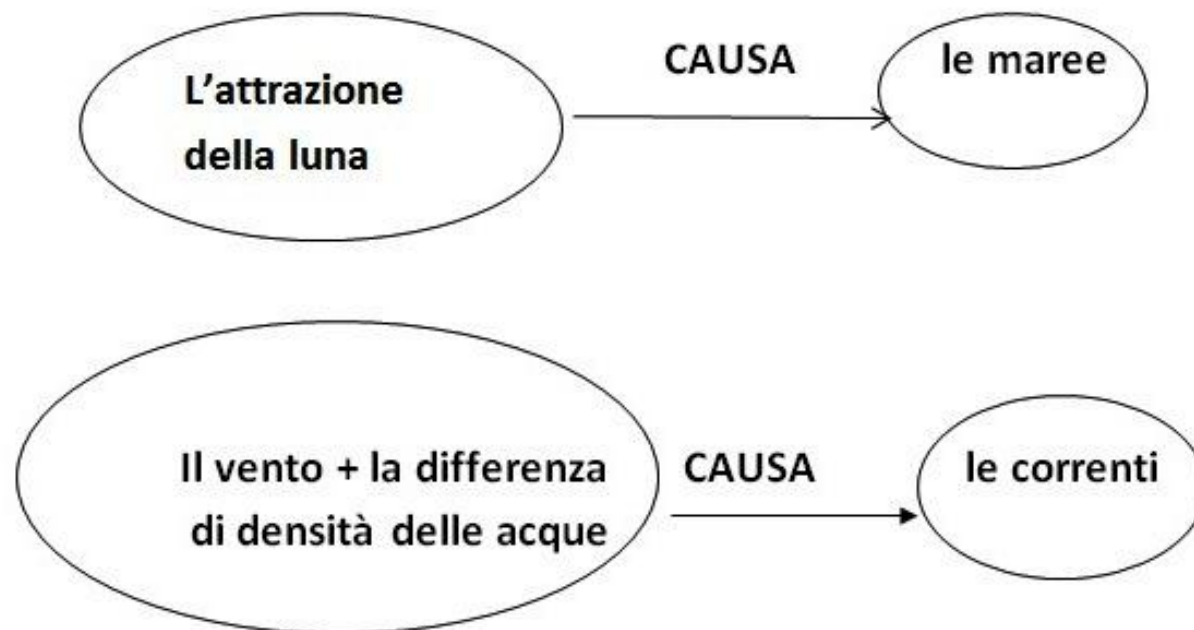 L’attrazione
della luna
CAUSA
le maree
Il vento + la differenza
di densità delle acque
CAUSA
le correnti